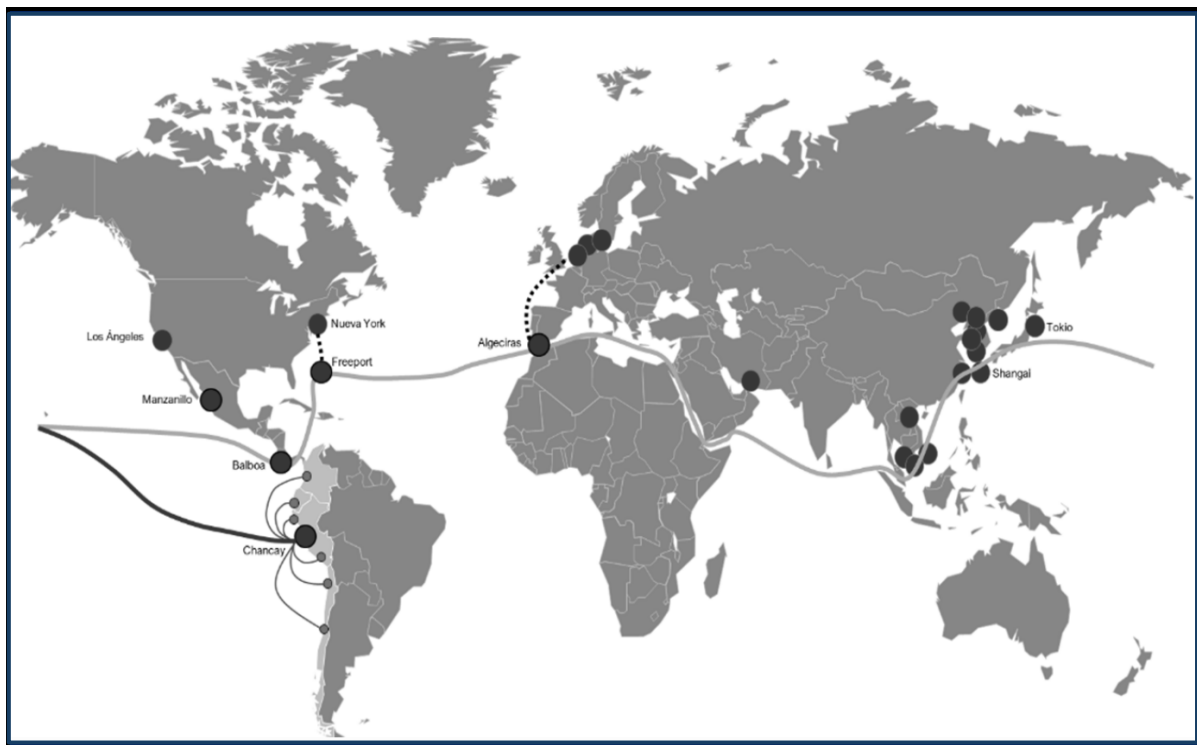 Nueva York
Tokio
Los Ángeles
Algeciras
Freeport
Shangai
Manzanillo
Balboa
Chancay